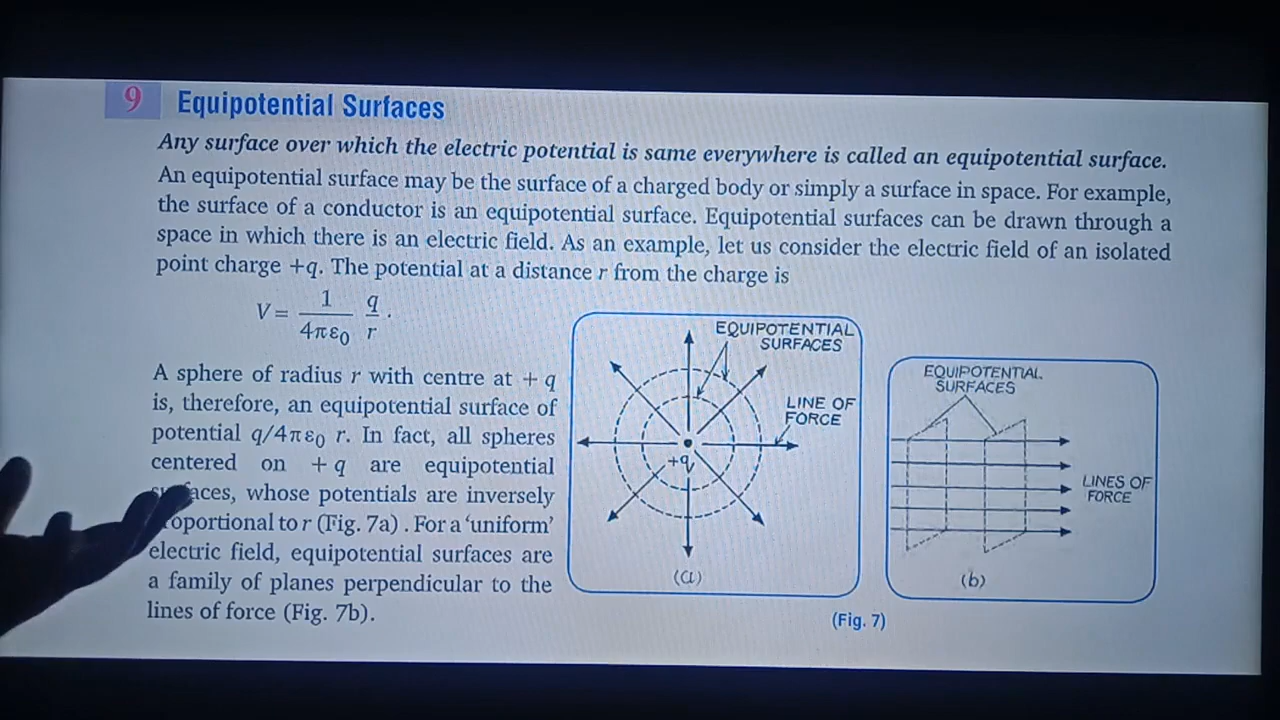 9 Equipotential Surfaces
Any surface over which the electric potential is same everywhere is called an equipotential surface.
An equipotential surface may be the surface of a charged body or simply a surface in space. For example,
the surface of a conductor is an equipotential surface. Equipotential surfaces can be drawn through a
space in which there is an electric field. As an example, let us consider the electric field of an isolated
point charge +q. The potential at a distance r from the charge is
V = 1 q
4πε0 r .
A sphere of radius r with centre at + q
is, therefore, an equipotential surface of
potential q/4πε0 r. In fact, all spheres
centered on + q are equipotential
whose potentials are inversely
to r (Fig. 7a) . For a 'uniform'
electric field, equipotential surfaces are
a family of planes perpendicular to the
lines of force (Fig. 7b).
EQUIPOTENTIAL
SURFACES
LINE OF
FORCE
+q
(a)
EQUIPOTENTIAL
SURFACES
LINES OF
FORCE
(b)
(Fig. 7)